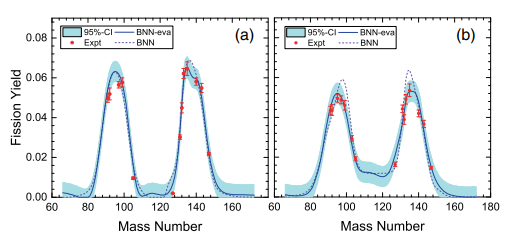 95%-CI BNN-eva
Expt BNN
(a)
95%-CI BNN-eva
Expt BNN
(b)
Fission Yield
0.08
0.06
0.04
0.02
0.00
60 80 100 120 140 160
60 80 100 120 140 160 180
Mass Number
Mass Number